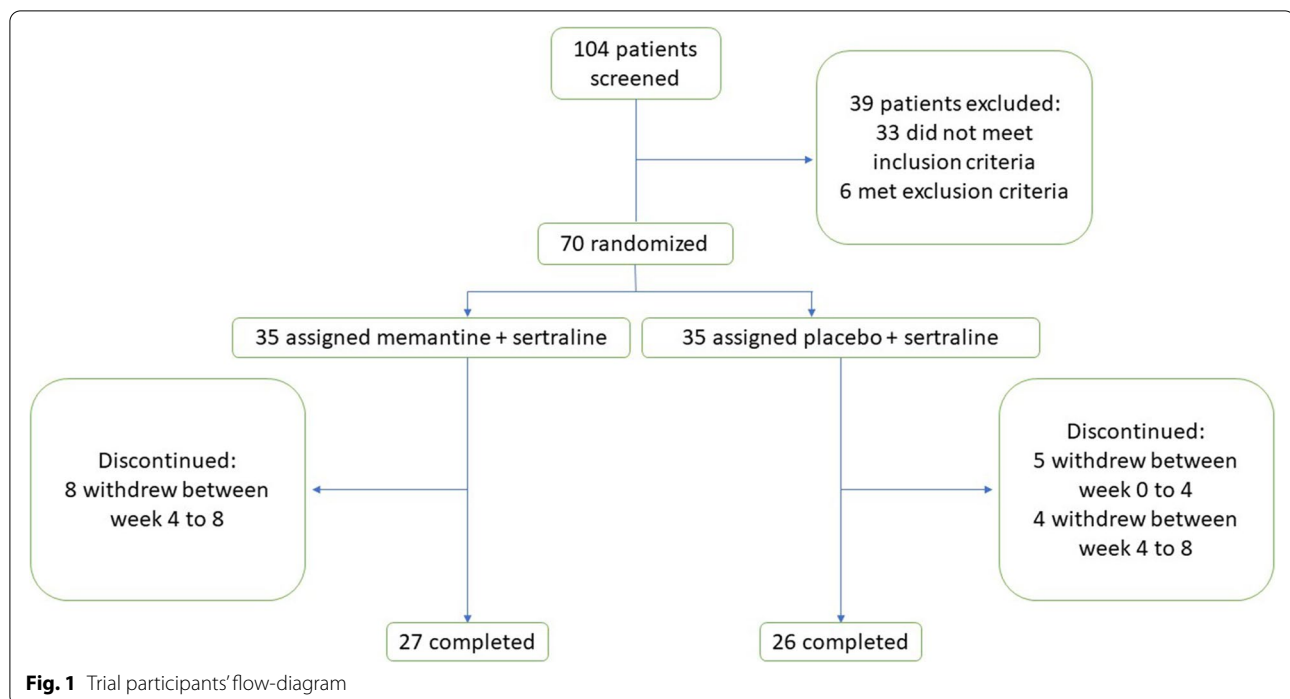 104 patients
screened
39 patients excluded:
33 did not meet
inclusion criteria
6 met exclusion criteria
70 randomized
35 assigned memantine + sertraline
35 assigned placebo + sertraline
Discontinued:
8 withdrew between
week 4 to 8
Discontinued:
5 withdrew between
week 0 to 4
4 withdrew between
week 4 to 8
27 completed
26 completed
Fig. 1 Trial participants' flow-diagram